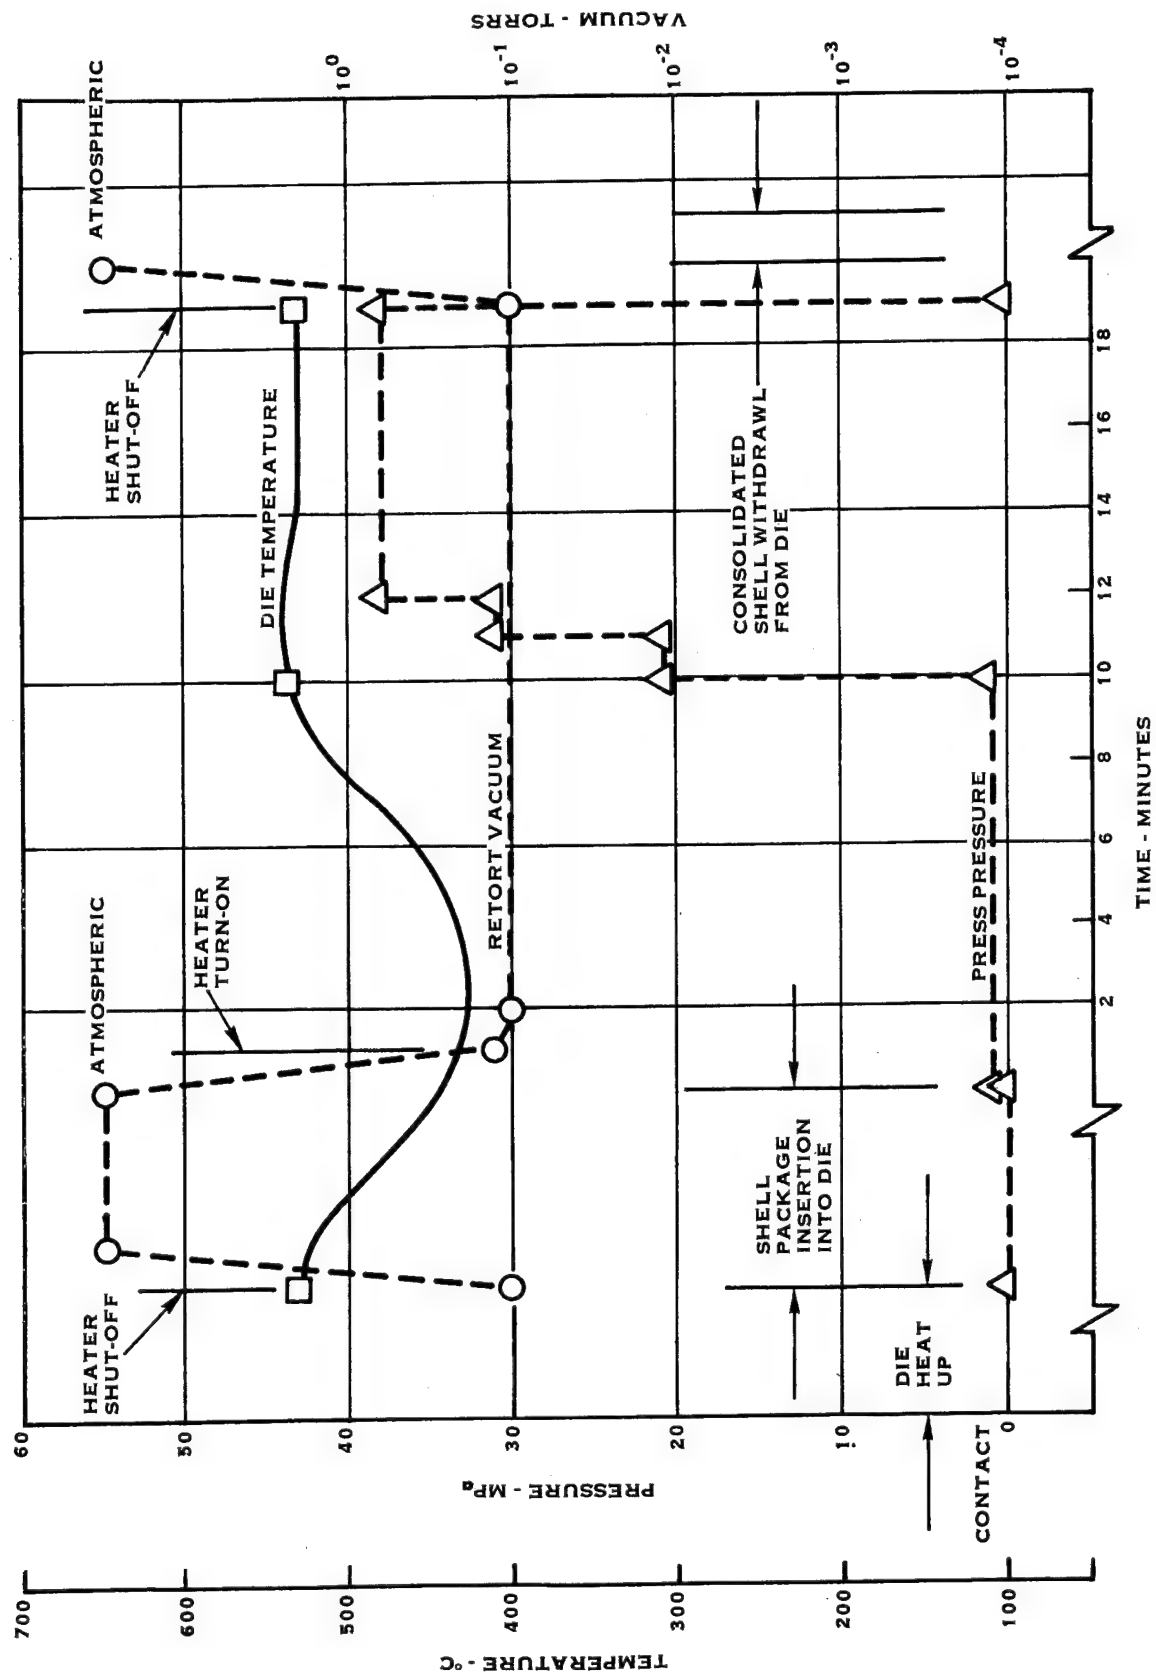 VACUUM - TORRS
10^0
10^-1
10^-2
10^-3
10^-4
ATMOSPHERIC
HEATER
SHUT-OFF
DIE TEMPERATURE
CONSOLIDATED
SHELL WITHDRAWL
FROM DIE
RETORT VACUUM
PRESS PRESSURE
HEATER
TURN-ON
ATMOSPHERIC
HEATER
SHUT-OFF
SHELL
PACKAGE
INSERTION
INTO DIE
DIE
HEAT
UP
CONTACT
2
4
6
8
10
12
14
16
18
TIME - MINUTES
60
50
40
30
20
10
0
PRESSURE - MPa
700
600
500
400
300
200
100
TEMPERATURE - °C